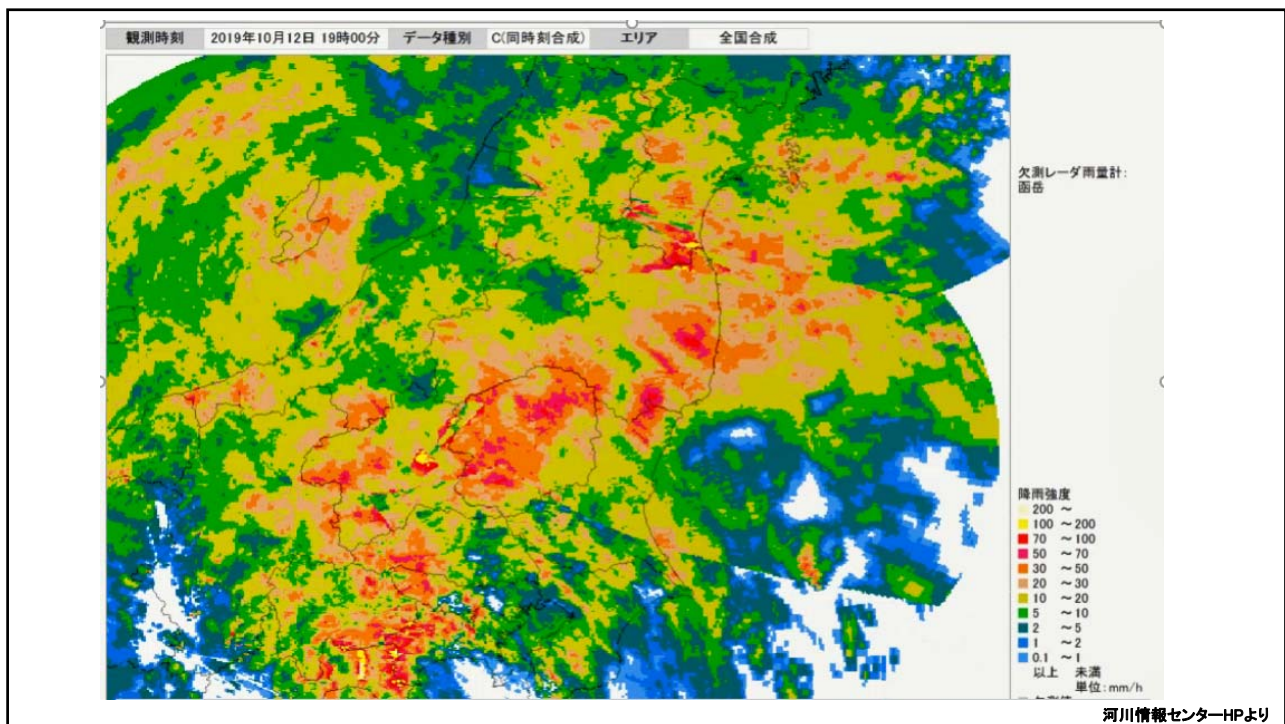 観測時刻 2019年10月12日 19時00分 データ種別 C(同時刻合成) エリア 全国合成
欠測レーダ雨量計:
函岳
降雨強度
200 ~
100 ~200
70 ~100
50 ~70
30 ~50
20 ~30
10 ~20
5 ~10
2 ~5
1 ~2
0.1 ~1
以上 未満
単位:mm/h
河川情報センターHPより